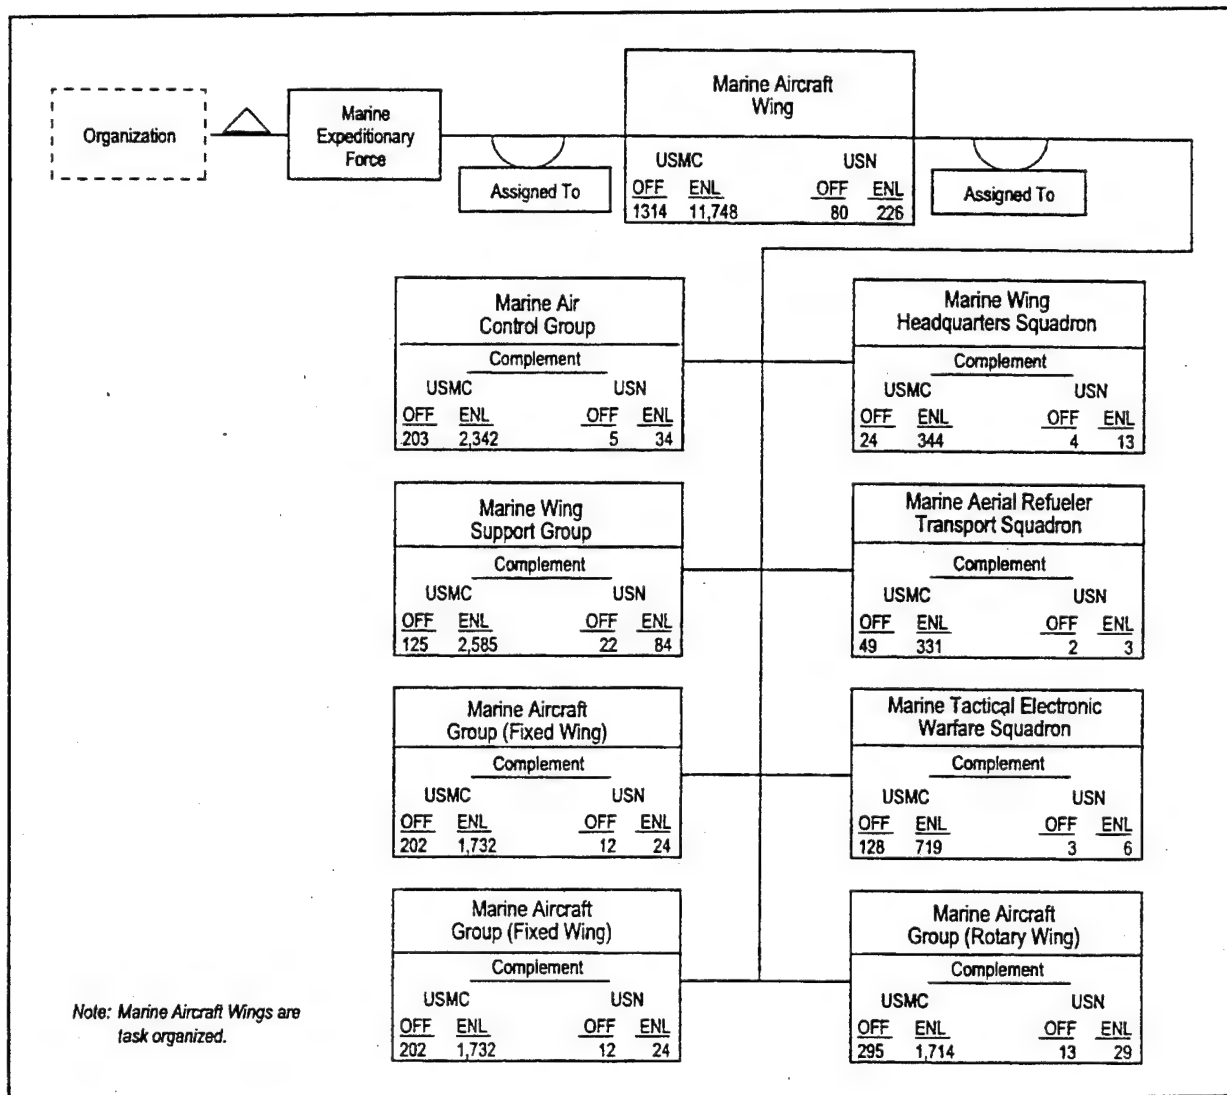 Organization
Marine
Expeditionary
Force
Assigned To
Marine Aircraft
Wing
USMC USN
OFF ENL OFF ENL
1314 11,748 80 226
Assigned To
Marine Air
Control Group
Complement
USMC USN
OFF ENL OFF ENL
203 2,342 5 34
Marine Wing
Headquarters Squadron
Complement
USMC USN
OFF ENL OFF ENL
24 344 4 13
Marine Wing
Support Group
Complement
USMC USN
OFF ENL OFF ENL
125 2,585 22 84
Marine Aerial Refueler
Transport Squadron
Complement
USMC USN
OFF ENL OFF ENL
49 331 2 3
Marine Aircraft
Group (Fixed Wing)
Complement
USMC USN
OFF ENL OFF ENL
202 1,732 12 24
Marine Tactical Electronic
Warfare Squadron
Complement
USMC USN
OFF ENL OFF ENL
128 719 3 6
Marine Aircraft
Group (Fixed Wing)
Complement
USMC USN
OFF ENL OFF ENL
202 1,732 12 24
Marine Aircraft
Group (Rotary Wing)
Complement
USMC USN
OFF ENL OFF ENL
295 1,714 13 29
Note: Marine Aircraft Wings are
task organized.